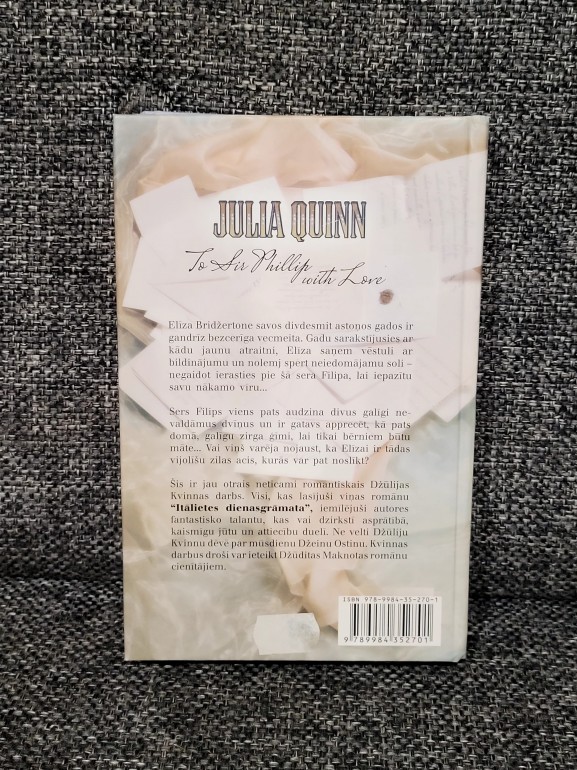 JULIA QUINN
To Sir Phillip
with Love
Elīza Bridžertone savos divdesmit astoņos gados ir
gandrīz bezcerīga vecmeita. Gadu sarakstījusies ar
kādu jaunu atraitni, Elīza saņem vēstuli ar
bildinājumu un nolemj spert neiedomājamu soli –
negaidot ierasties pie šā sera Filipa, lai iepazītu
savu nākamo vīru...
Sers Filips viens pats audzina divus galīgi ne-
valdāmus dvīņus un ir gatavs apprecēt, kā pats
domā, galīgu zirga ģīmi, lai tikai bērniem būtu
māte... Vai viņš varēja nojaust, ka Elīzai ir tādas
vijolīšu zilas acis, kurās var pat noslīkt?
Šis ir jau otrais neticami romantiskais Džūlijas
Kvinnas darbs. Visi, kas lasījuši viņas romānu
“Itālietes dienasgrāmata”, iemīlējuši autores
fantastisko talantu, kas vai dzirkstī asprātībā,
kaismīgu jūtu un attiecību duelī. Ne velti Džūliju
Kvinnu dēvē par mūsdienu Džeinu Ostinu. Kvinnas
darbus droši var ieteikt Džūditas Maknotas romānu
cienītājiem.
ISBN 978-9984-35-270-1
9 789984 352701